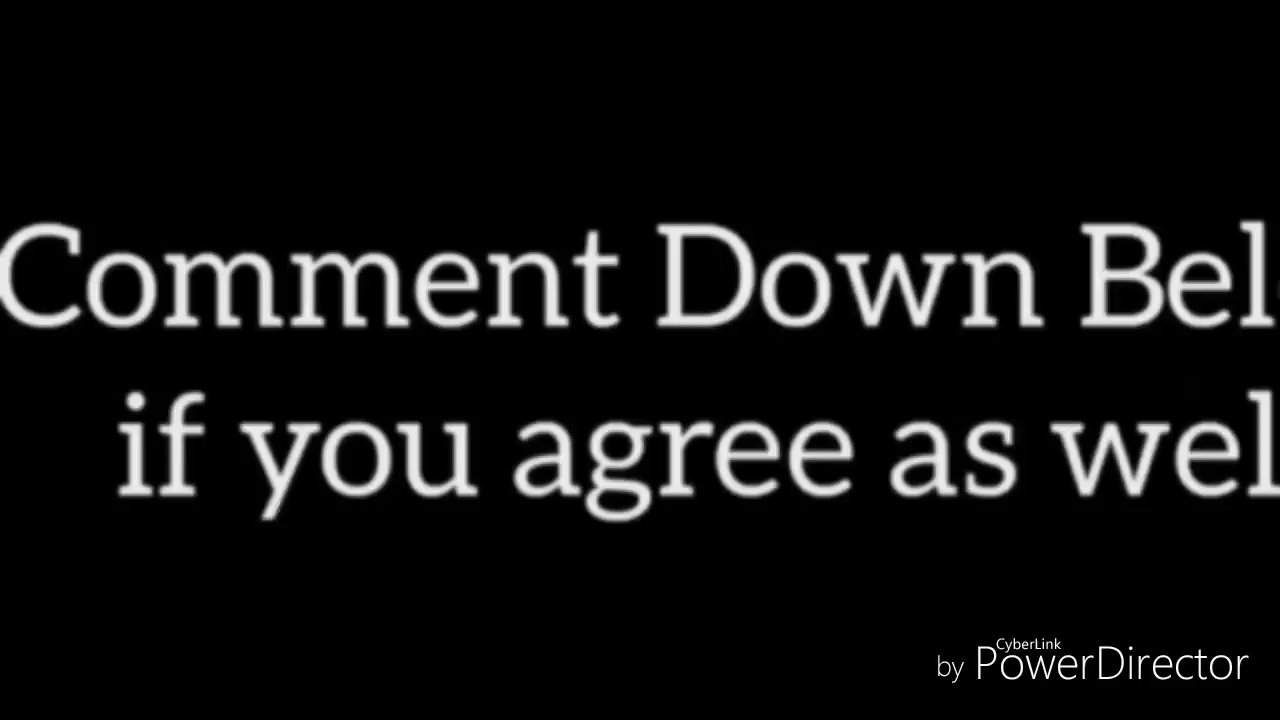 Comment Down Bel
if you agree as wel
CyberLink
by PowerDirector